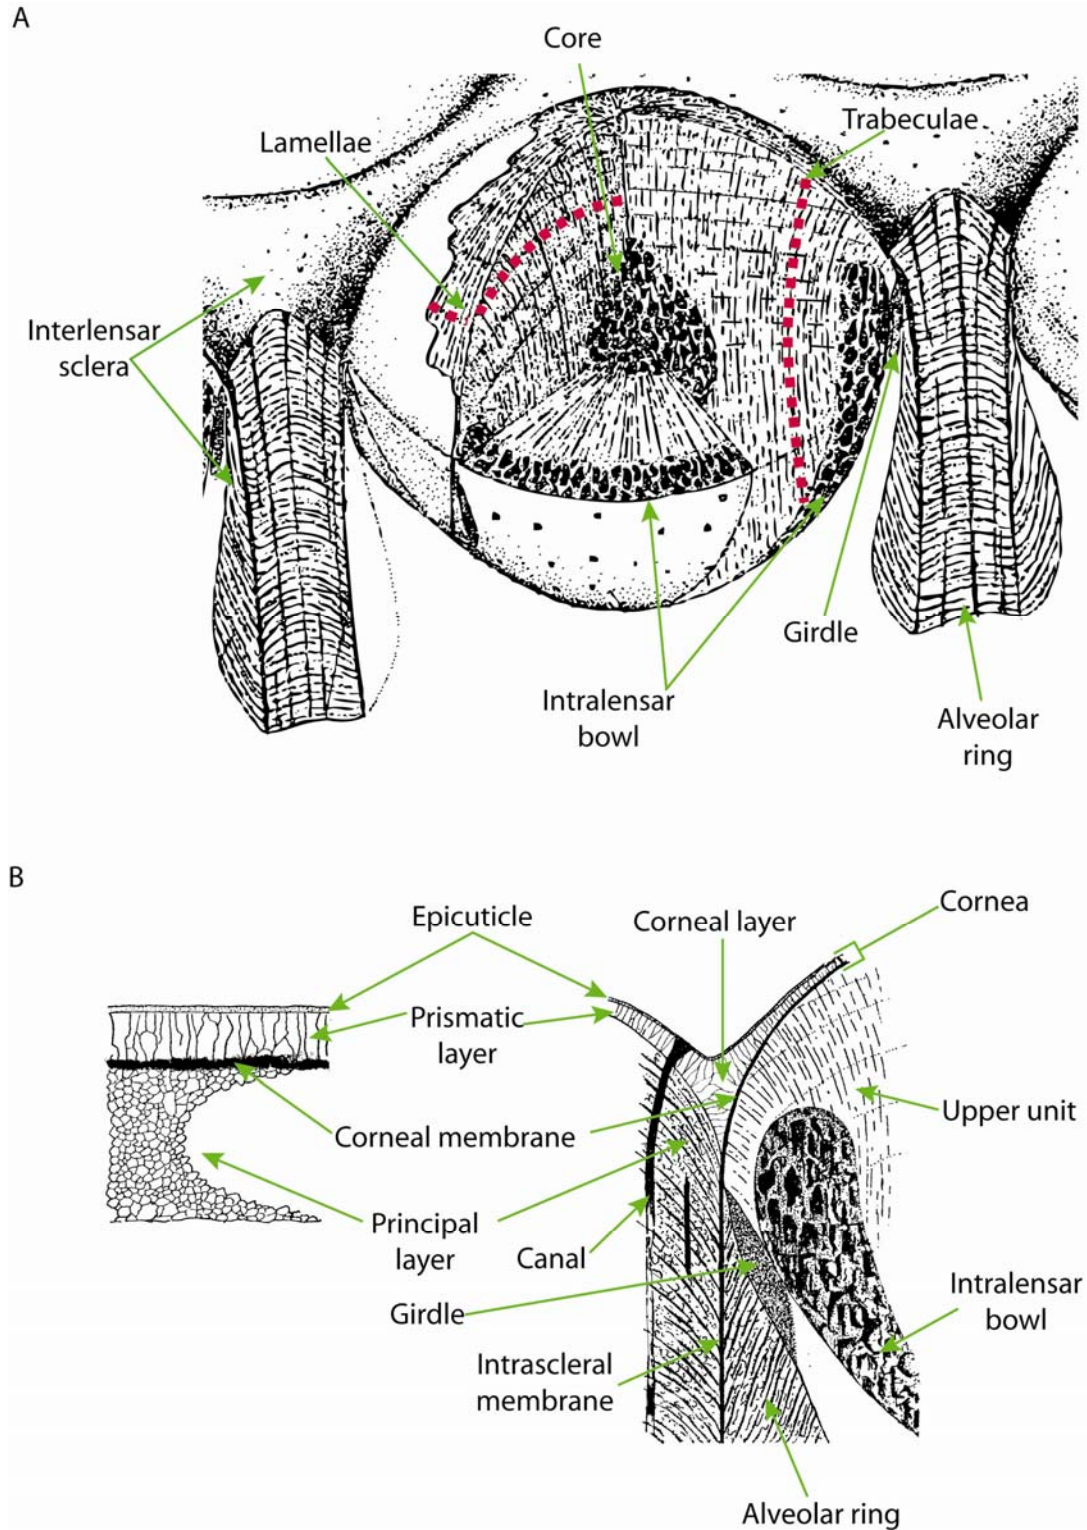 A
Core
Lamellae
Trabeculae
Interlensar
sclera
Girdle
Intralensar
bowl
Alveolar
ring
B
Epicuticle
Corneal layer
Cornea
Prismatic
layer
Corneal membrane
Upper unit
Principal
layer
Canal
Girdle
Intralensar
bowl
Intrascleral
membrane
Alveolar ring